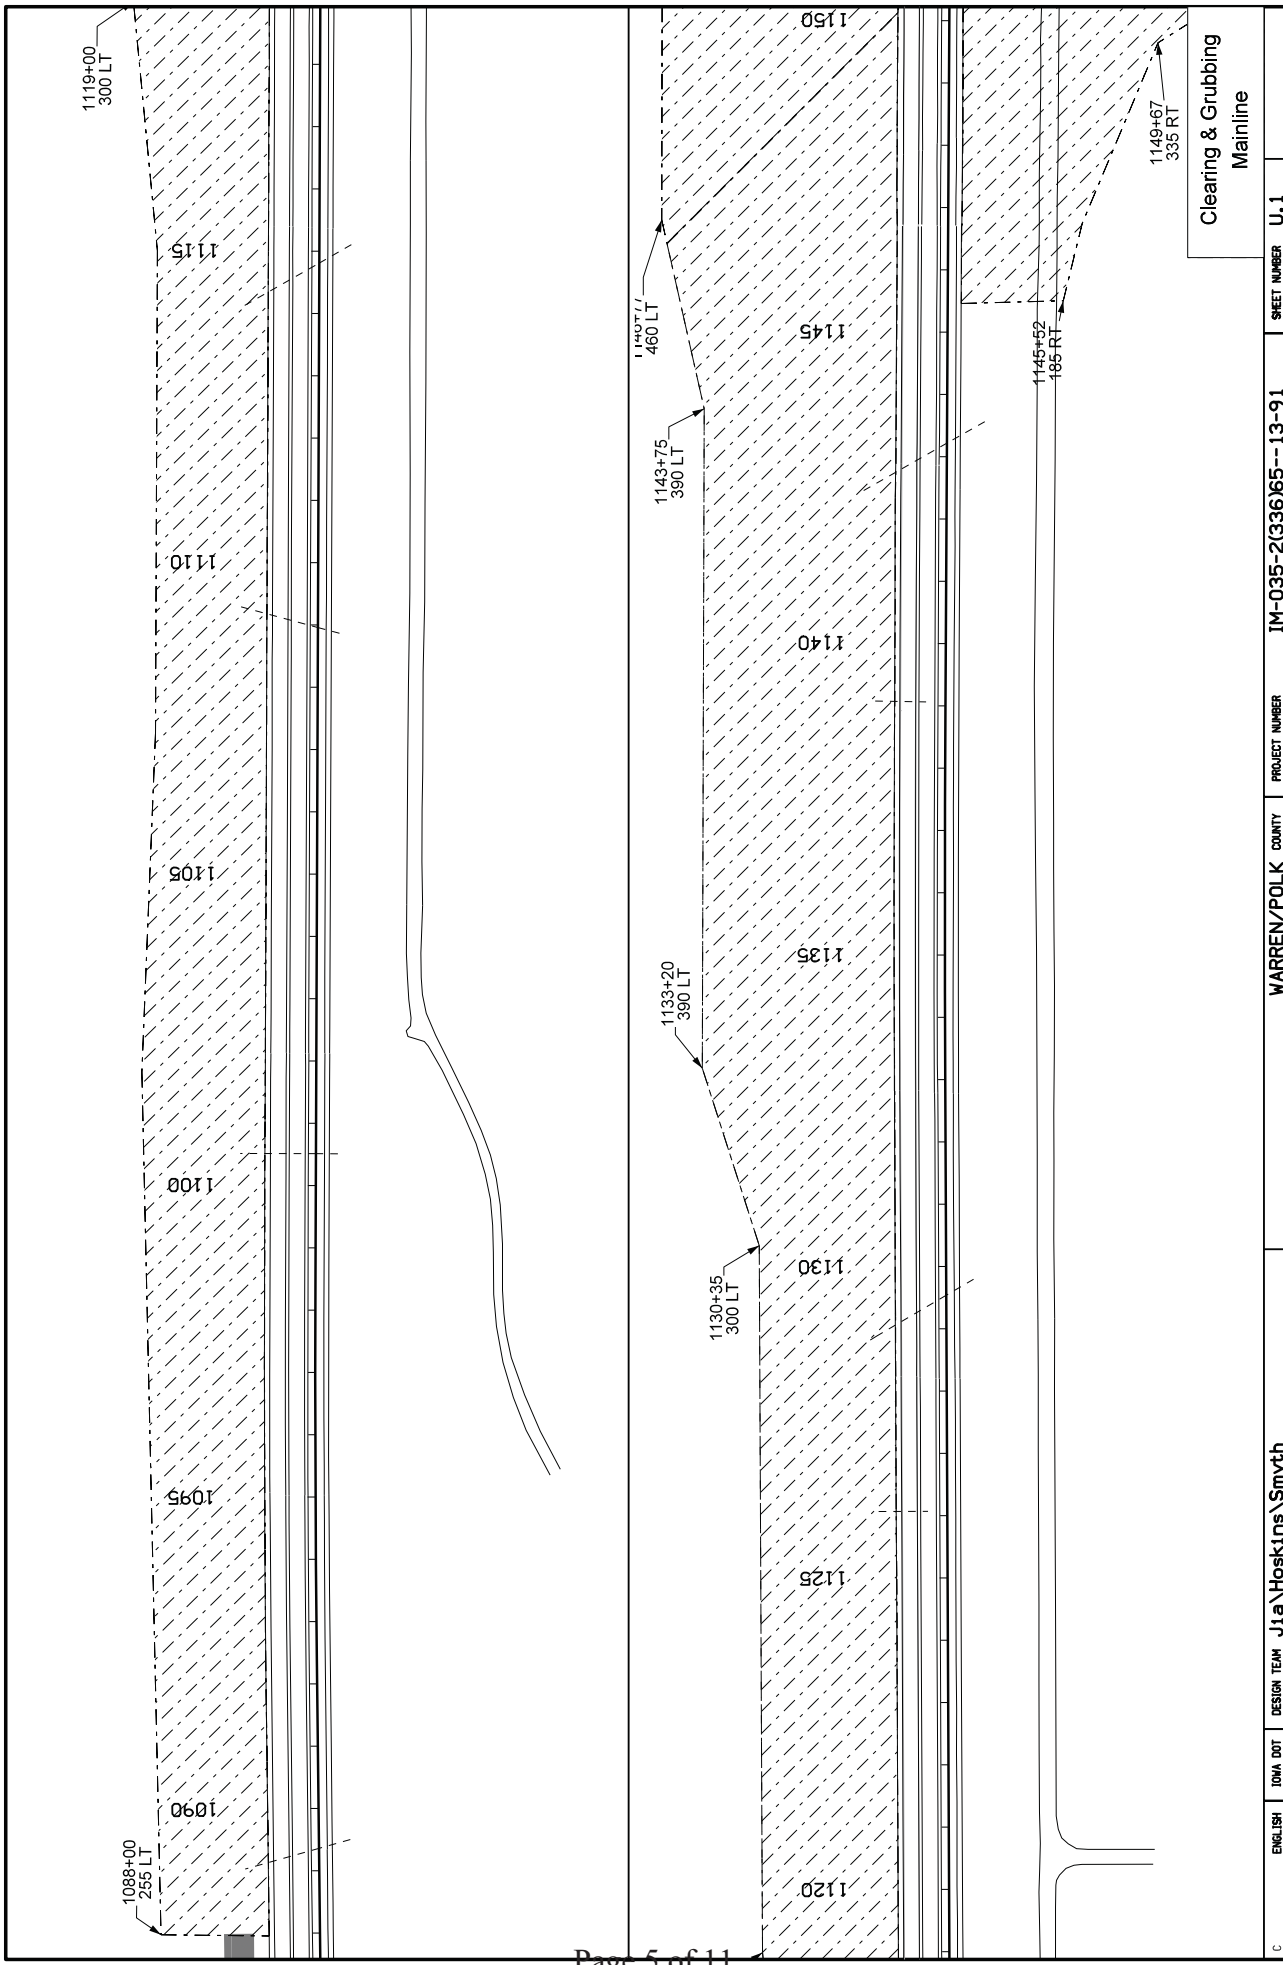 1088+00
255 LT
1090
1095
1100
1105
1110
1115
1119+00
300 LT
1120
1125
1130
1130+35
300 LT
1133+20
390 LT
1135
1140
1143+75
390 LT
1145
460 LT
1150
1145+52
185 RT
1149+67
335 RT
Clearing & Grubbing
Mainline
ENGLISH IOWA DOT DESIGN TEAM Jia\Hoskins\Smyth WARREN/POLK COUNTY PROJECT NUMBER IM-035-2(336)65--13-91 SHEET NUMBER U.1
C
Page 5 of 11